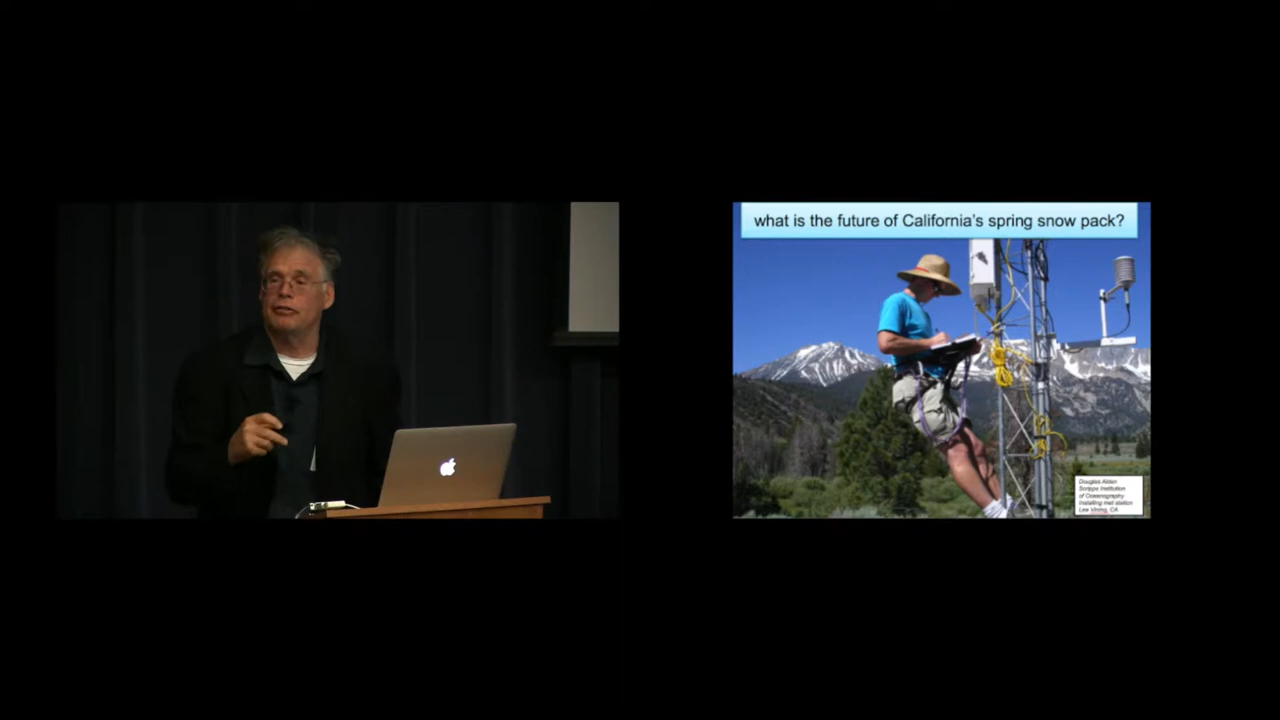 what is the future of California's spring snow pack?
Douglas Alden
Scripps Institution
of Oceanography
Installing met station
Lee Vining, CA